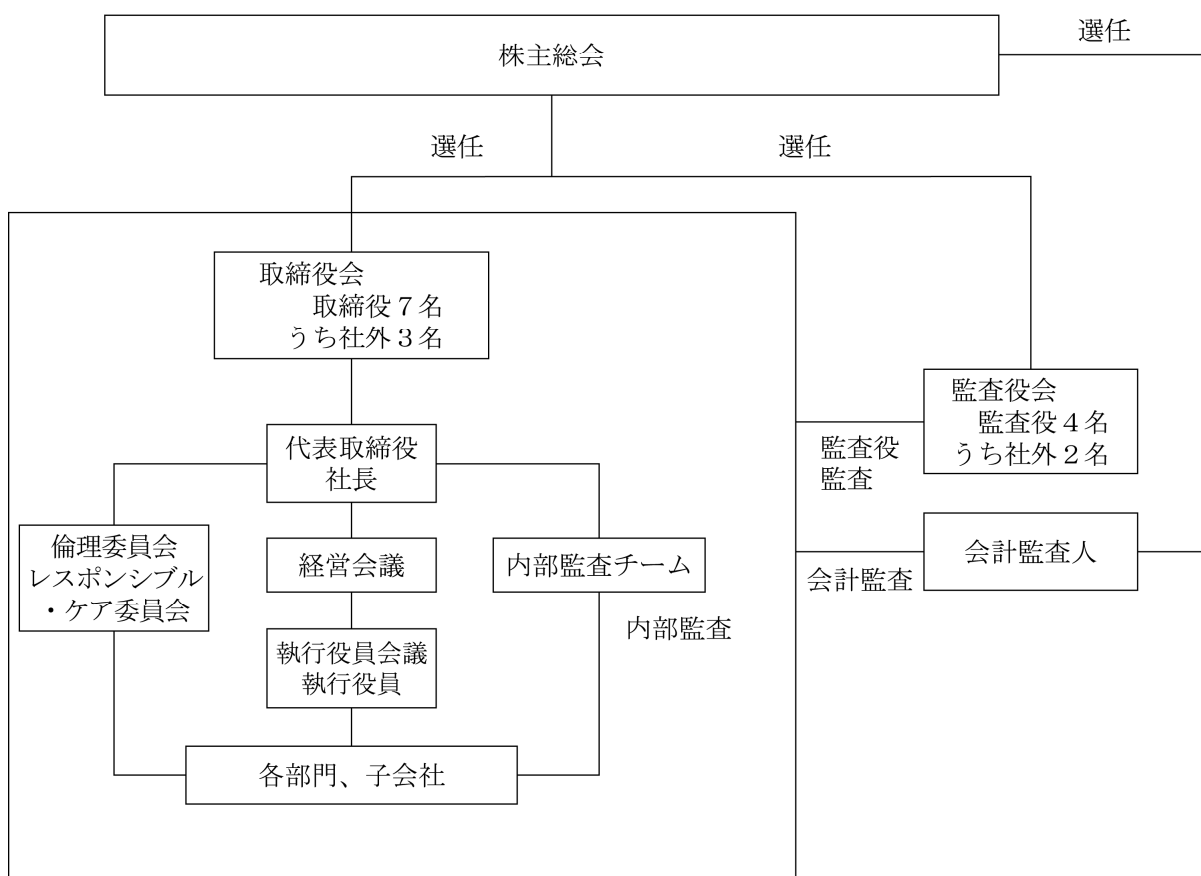 選任
株主総会
選任
選任
取締役会
取締役７名
うち社外３名
監査役会
監査役４名
うち社外２名
代表取締役
社長
監査役
監査
倫理委員会
レスポンシブル
・ケア委員会
経営会議
内部監査チーム
会計監査人
会計監査
内部監査
執行役員会議
執行役員
各部門、子会社